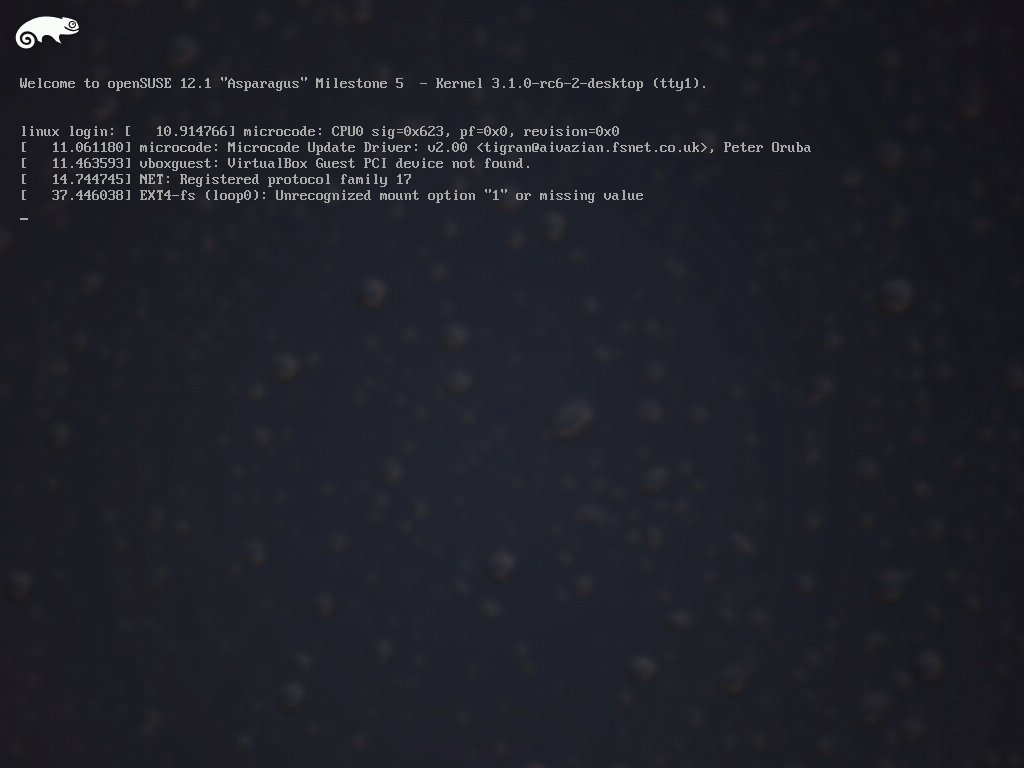 Welcome to openSUSE 12.1 "Asparagus" Milestone 5  - Kernel 3.1.0-rc6-2-desktop (tty1).
linux login: [   10.914766] microcode: CPU0 sig=0x623, pf=0x0, revision=0x0
[   11.061180] microcode: Microcode Update Driver: v2.00 <tigran@aivazian.fsnet.co.uk>, Peter Oruba
[   11.463593] vboxguest: VirtualBox Guest PCI device not found.
[   14.744745] NET: Registered protocol family 17
[   37.446038] EXT4-fs (loop0): Unrecognized mount option "1" or missing value
_